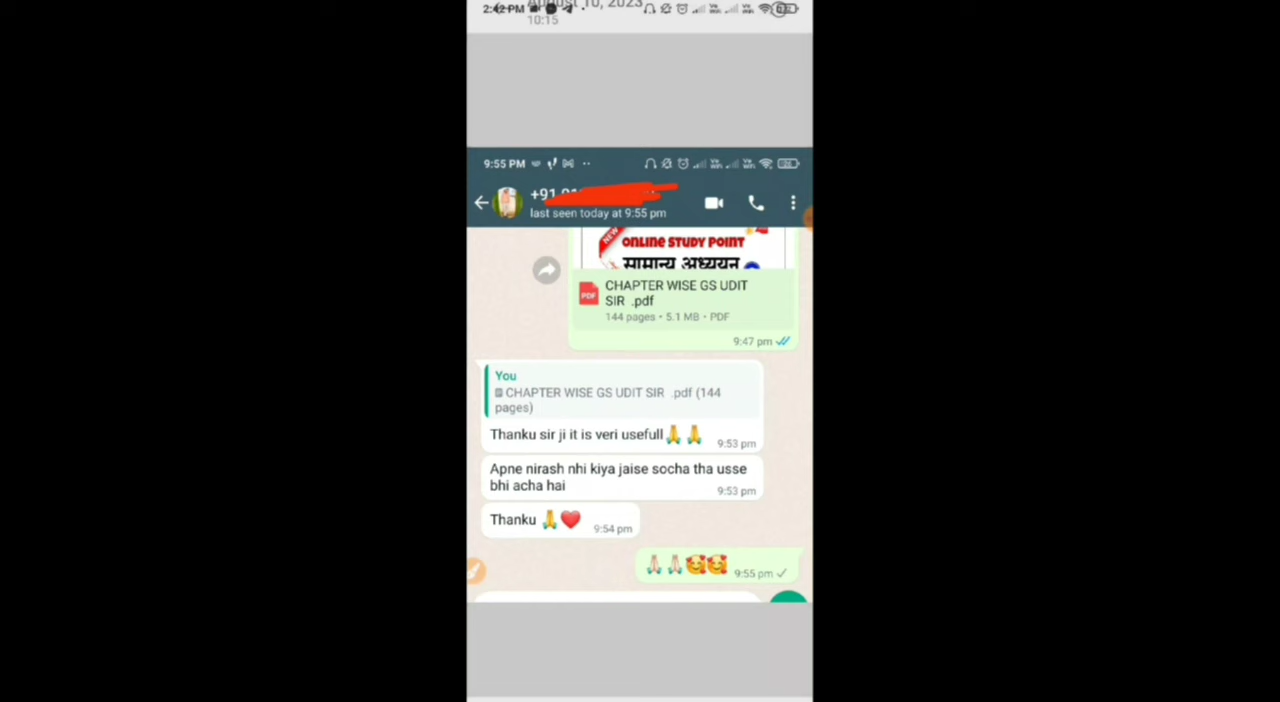 August 10, 2023
2:42 PM
10:15
9:55 PM
+91
last seen today at 9:55 pm
NEW
ONLINE STUDY POINT
सामान्य अध्ययन
CHAPTER WISE GS UDIT
SIR .pdf
PDF
144 pages • 5.1 MB • PDF
9:47 pm
You
CHAPTER WISE GS UDIT SIR .pdf (144
pages)
Thanku sir ji it is veri usefull🙏🙏
9:53 pm
Apne nirash nhi kiya jaise socha tha usse
bhi acha hai
9:53 pm
Thanku 🙏❤️
9:54 pm
🙏🏻🙏🏻🥰🥰
9:55 pm